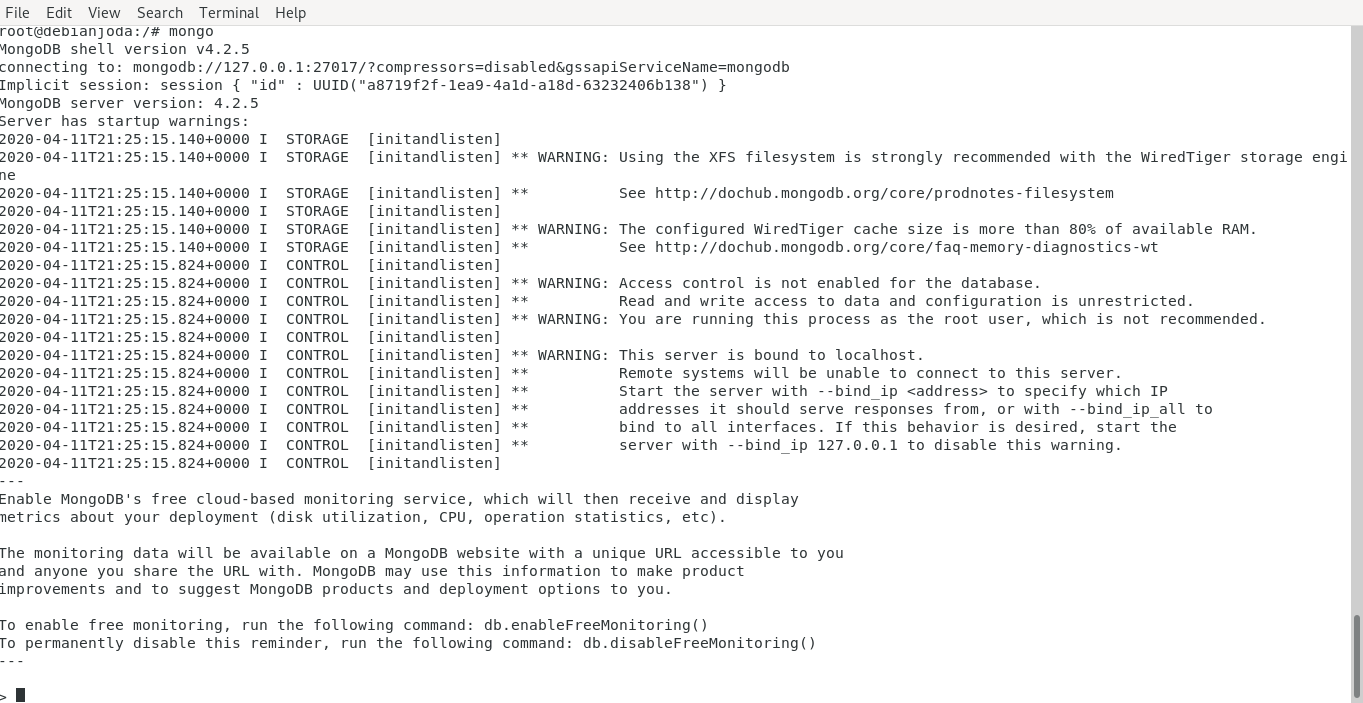 File Edit View Search Terminal Help
root@debianjoda:/# mongo
MongoDB shell version v4.2.5
connecting to: mongodb://127.0.0.1:27017/?compressors=disabled&gssapiServiceName=mongodb
Implicit session: session { "id" : UUID("a8719f2f-1ea9-4a1d-a18d-63232406b138") }
MongoDB server version: 4.2.5
Server has startup warnings:
2020-04-11T21:25:15.140+0000 I  STORAGE  [initandlisten]
2020-04-11T21:25:15.140+0000 I  STORAGE  [initandlisten] ** WARNING: Using the XFS filesystem is strongly recommended with the WiredTiger storage engi
ne
2020-04-11T21:25:15.140+0000 I  STORAGE  [initandlisten] **          See http://dochub.mongodb.org/core/prodnotes-filesystem
2020-04-11T21:25:15.140+0000 I  STORAGE  [initandlisten]
2020-04-11T21:25:15.140+0000 I  STORAGE  [initandlisten] ** WARNING: The configured WiredTiger cache size is more than 80% of available RAM.
2020-04-11T21:25:15.140+0000 I  STORAGE  [initandlisten] **          See http://dochub.mongodb.org/core/faq-memory-diagnostics-wt
2020-04-11T21:25:15.824+0000 I  CONTROL  [initandlisten]
2020-04-11T21:25:15.824+0000 I  CONTROL  [initandlisten] ** WARNING: Access control is not enabled for the database.
2020-04-11T21:25:15.824+0000 I  CONTROL  [initandlisten] **          Read and write access to data and configuration is unrestricted.
2020-04-11T21:25:15.824+0000 I  CONTROL  [initandlisten] ** WARNING: You are running this process as the root user, which is not recommended.
2020-04-11T21:25:15.824+0000 I  CONTROL  [initandlisten]
2020-04-11T21:25:15.824+0000 I  CONTROL  [initandlisten] ** WARNING: This server is bound to localhost.
2020-04-11T21:25:15.824+0000 I  CONTROL  [initandlisten] **          Remote systems will be unable to connect to this server.
2020-04-11T21:25:15.824+0000 I  CONTROL  [initandlisten] **          Start the server with --bind_ip <address> to specify which IP
2020-04-11T21:25:15.824+0000 I  CONTROL  [initandlisten] **          addresses it should serve responses from, or with --bind_ip_all to
2020-04-11T21:25:15.824+0000 I  CONTROL  [initandlisten] **          bind to all interfaces. If this behavior is desired, start the
2020-04-11T21:25:15.824+0000 I  CONTROL  [initandlisten] **          server with --bind_ip 127.0.0.1 to disable this warning.
2020-04-11T21:25:15.824+0000 I  CONTROL  [initandlisten]
---
Enable MongoDB's free cloud-based monitoring service, which will then receive and display
metrics about your deployment (disk utilization, CPU, operation statistics, etc).

The monitoring data will be available on a MongoDB website with a unique URL accessible to you
and anyone you share the URL with. MongoDB may use this information to make product
improvements and to suggest MongoDB products and deployment options to you.

To enable free monitoring, run the following command: db.enableFreeMonitoring()
To permanently disable this reminder, run the following command: db.disableFreeMonitoring()
---

>